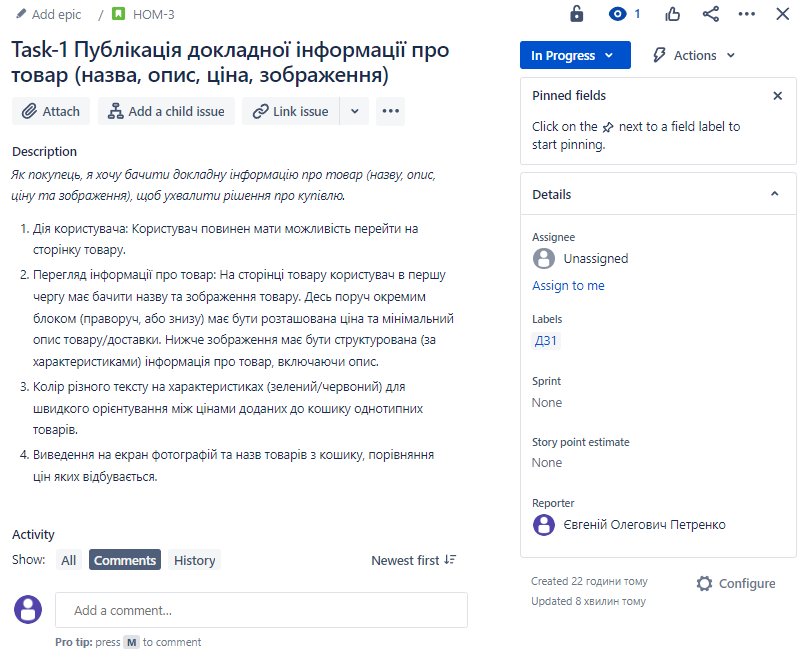 Add epic / HOM-3
1
Task-1 Публікація докладної інформації про
товар (назва, опис, ціна, зображення)
Attach
Add a child issue
Link issue
Description
Як покупець, я хочу бачити докладну інформацію про товар (назву, опис,
ціну та зображення), щоб ухвалити рішення про купівлю.
1. Дія користувача: Користувач повинен мати можливість перейти на
сторінку товару.
2. Перегляд інформації про товар: На сторінці товару користувач в першу
чергу має бачити назву та зображення товару. Десь поруч окремим
блоком (праворуч, або знизу) має бути розташована ціна та мінімальний
опис товару/доставки. Нижче зображення має бути структурована (за
характеристиками) інформація про товар, включаючи опис.
3. Колір різного тексту на характеристиках (зелений/червоний) для
швидкого орієнтування між цінами доданих до кошику однотипних
товарів.
4. Виведення на екран фотографій та назв товарів з кошику, порівняння
цін яких відбувається.
Activity
Show: All Comments History
Newest first
Add a comment...
Pro tip: press M to comment
In Progress
Actions
Pinned fields
Click on the next to a field label to
start pinning.
Details
Assignee
Unassigned
Assign to me
Labels
ДЗ1
Sprint
None
Story point estimate
None
Reporter
Євгеній Олегович Петренко
Created 22 години тому
Updated 8 хвилин тому
Configure